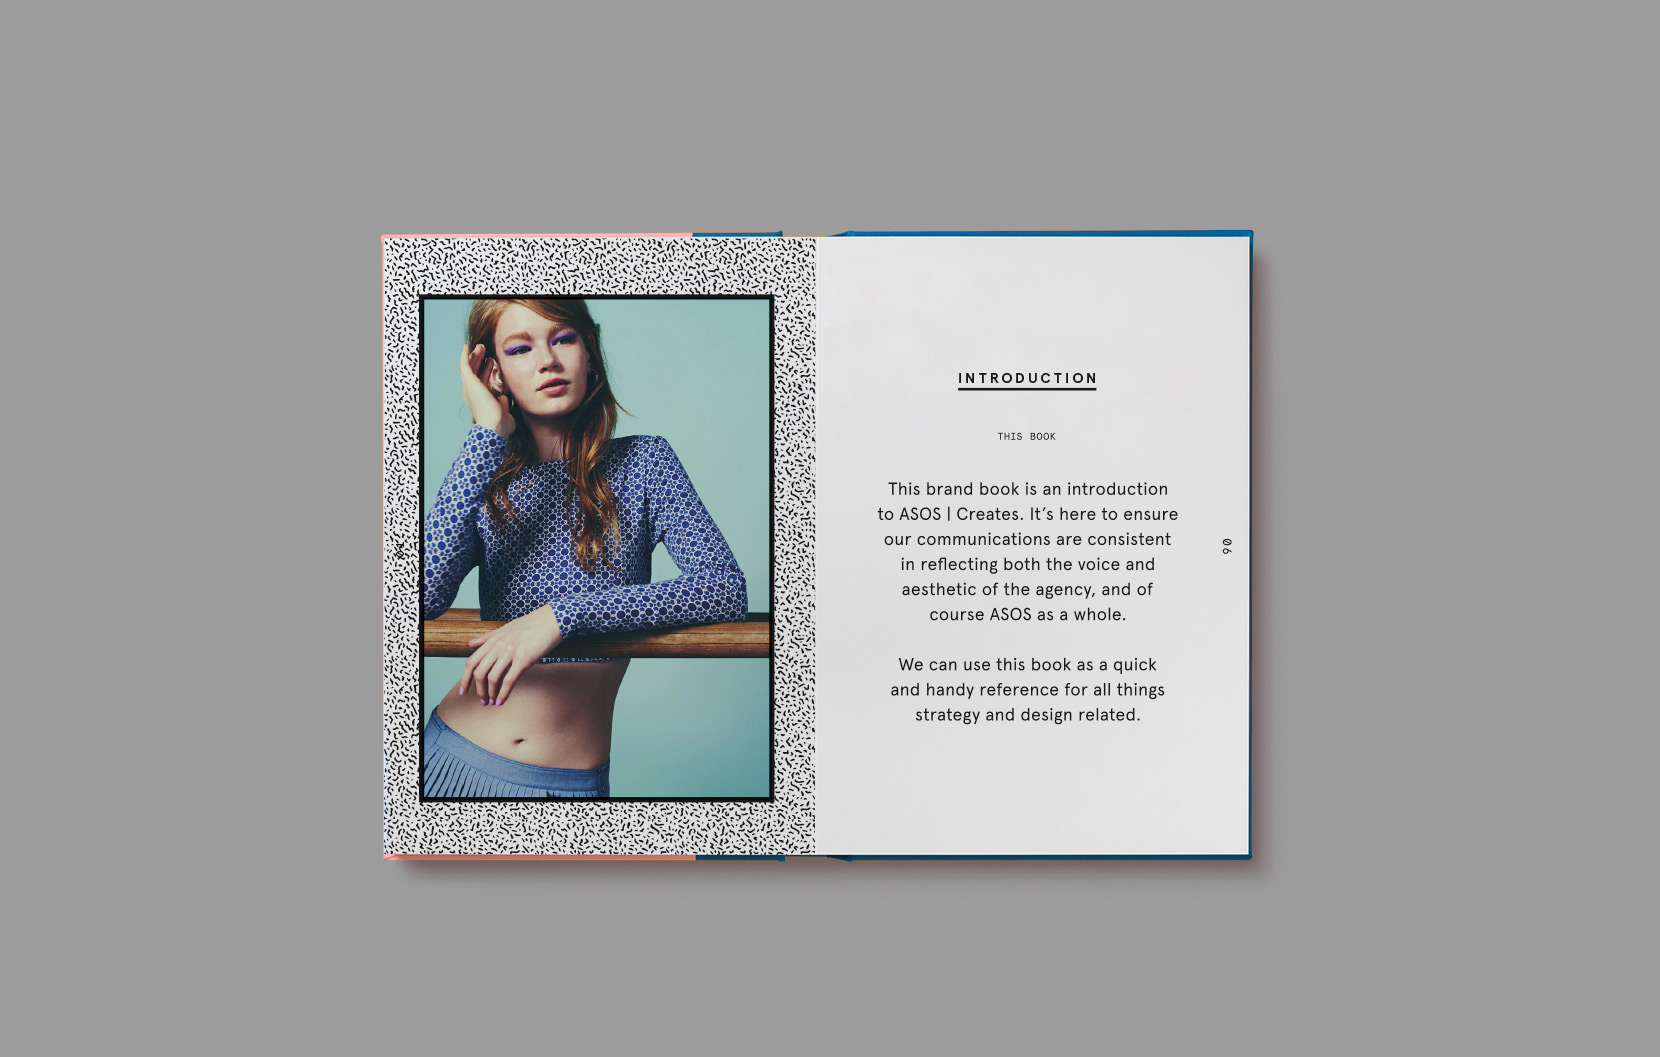 INTRODUCTION
THIS BOOK
This brand book is an introduction
to ASOS | Creates. It’s here to ensure
our communications are consistent
in reflecting both the voice and
aesthetic of the agency, and of
course ASOS as a whole.
We can use this book as a quick
and handy reference for all things
strategy and design related.
06